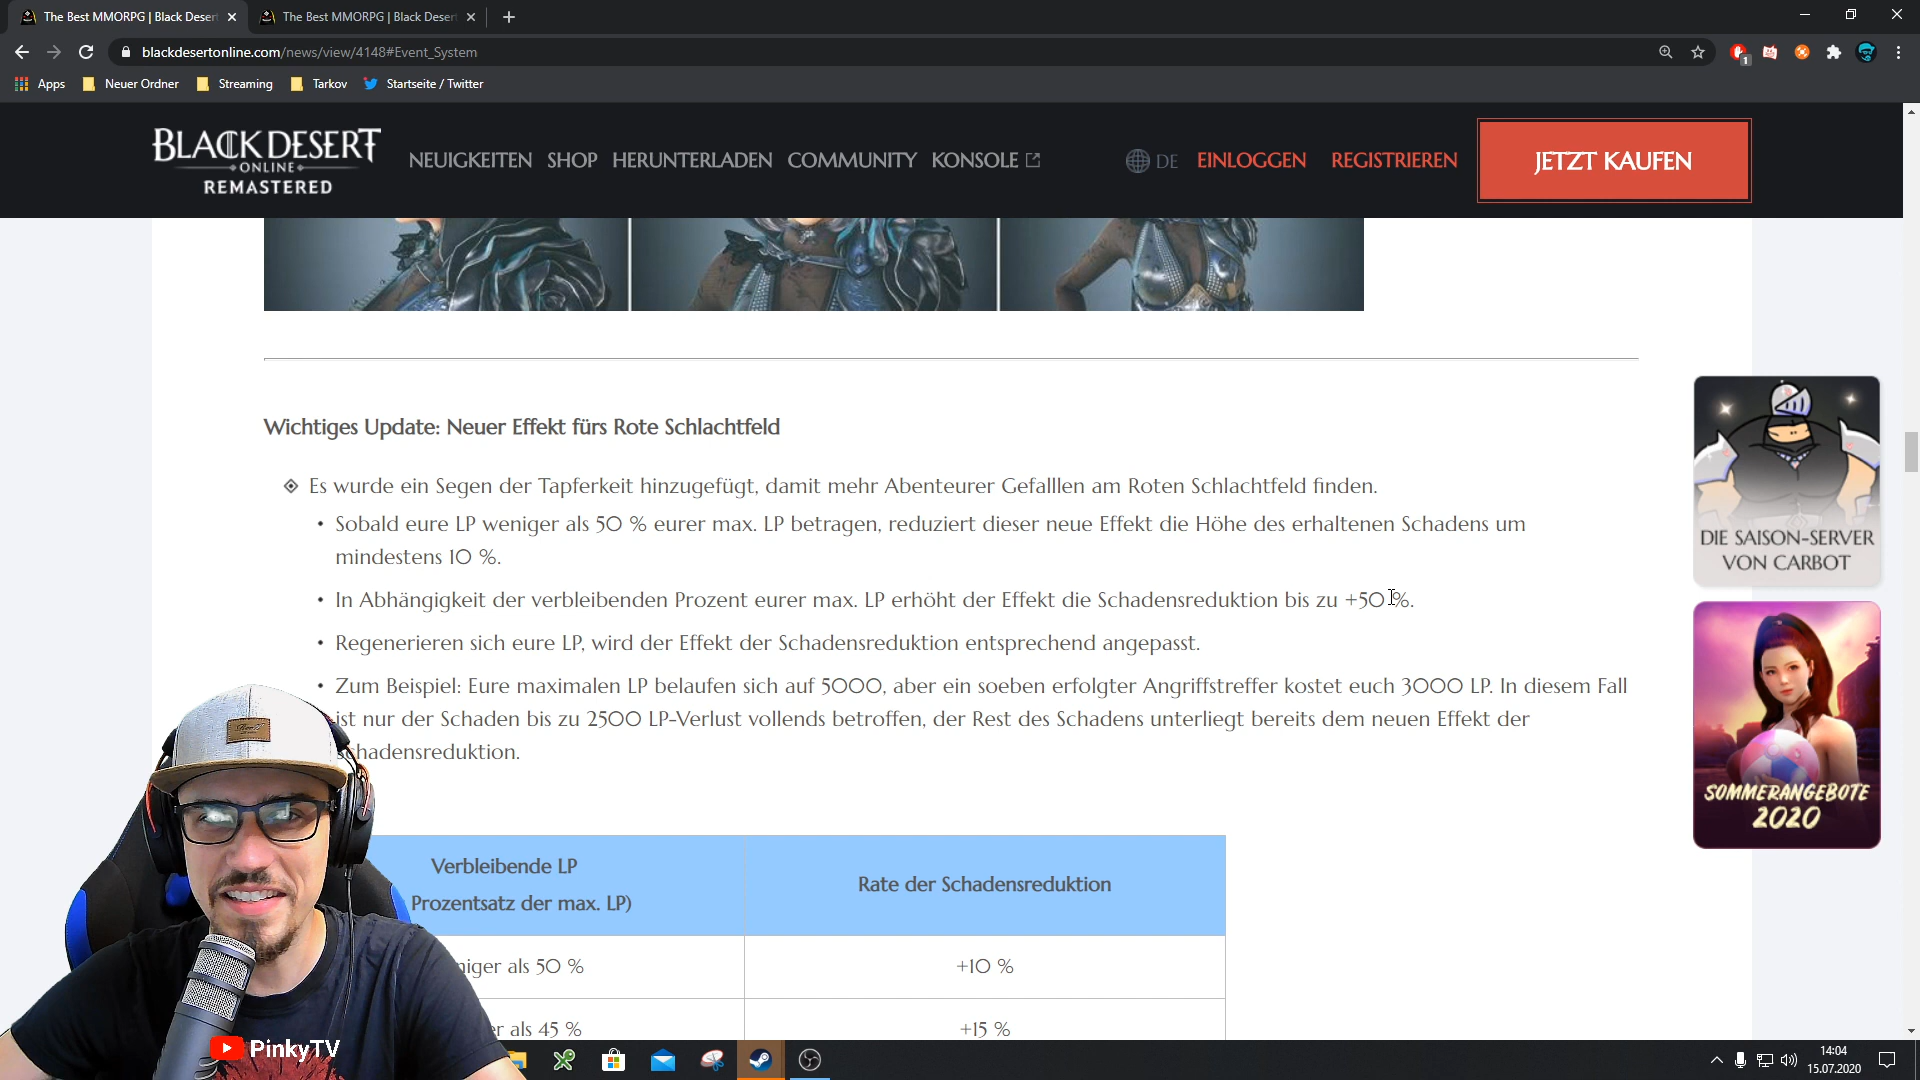 The Best MMORPG | Black Desert
The Best MMORPG | Black Desert
blackdesertonline.com/news/view/4148#Event_System
1
Apps
Neuer Ordner
Streaming
Tarkov
Startseite / Twitter
BLACK DESERT
ONLINE
REMASTERED
NEUIGKEITEN
SHOP
HERUNTERLADEN
COMMUNITY
KONSOLE
DE
EINLOGGEN
REGISTRIEREN
JETZT KAUFEN
Wichtiges Update: Neuer Effekt fürs Rote Schlachtfeld
Es wurde ein Segen der Tapferkeit hinzugefügt, damit mehr Abenteurer Gefalllen am Roten Schlachtfeld finden.
• Sobald eure LP weniger als 50 % eurer max. LP betragen, reduziert dieser neue Effekt die Höhe des erhaltenen Schadens um
mindestens 10 %.
• In Abhängigkeit der verbleibenden Prozent eurer max. LP erhöht der Effekt die Schadensreduktion bis zu +50 %.
• Regenerieren sich eure LP, wird der Effekt der Schadensreduktion entsprechend angepasst.
• Zum Beispiel: Eure maximalen LP belaufen sich auf 5000, aber ein soeben erfolgter Angriffstreffer kostet euch 3000 LP. In diesem Fall
ist nur der Schaden bis zu 2500 LP-Verlust vollends betroffen, der Rest des Schadens unterliegt bereits dem neuen Effekt der
schadensreduktion.
Verbleibende LP
Prozentsatz der max. LP)
Rate der Schadensreduktion
niger als 50 %
+10 %
er als 45 %
+15 %
DIE SAISON-SERVER
VON CARBOT
SOMMERANGEBOTE
2020
PinkyTV
14:04
15.07.2020